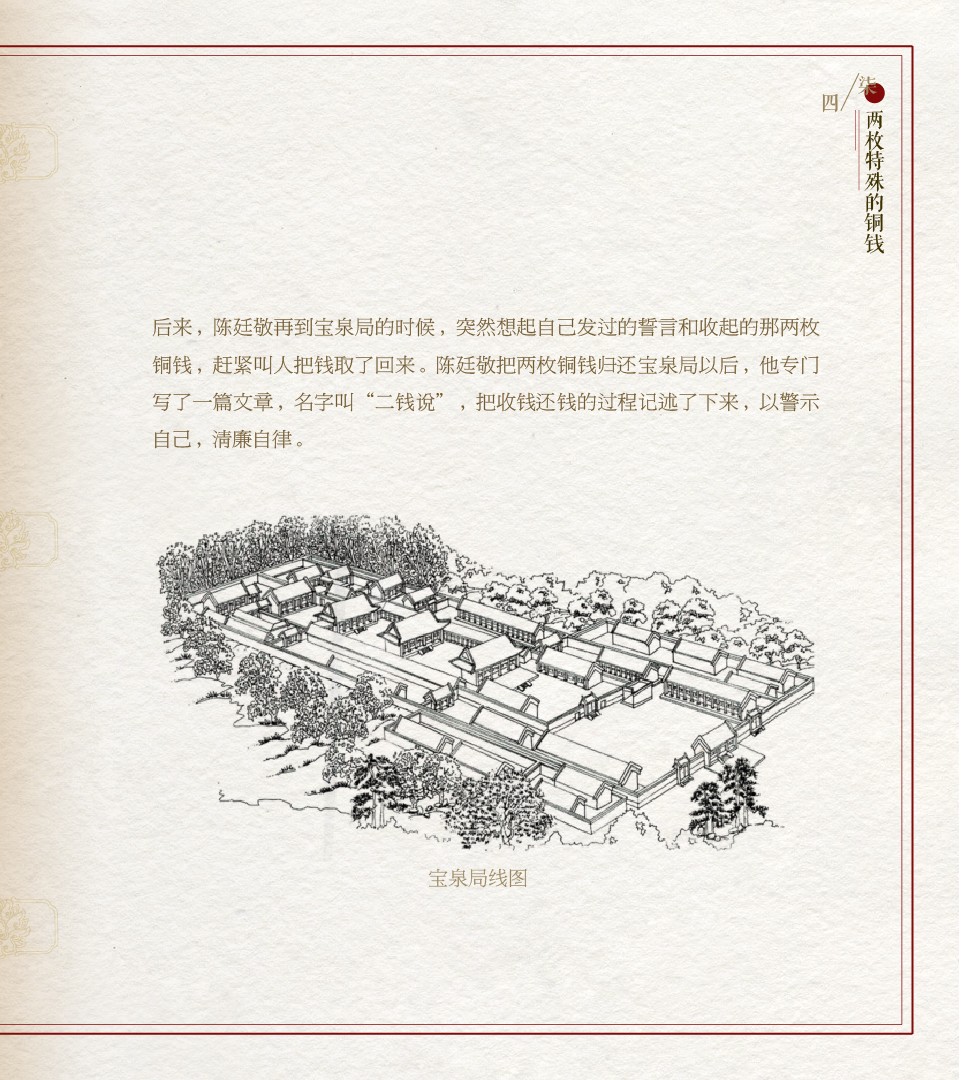 柒/四
两枚特殊的铜钱
后来，陈廷敬再到宝泉局的时候，突然想起自己发过的誓言和收起的那两枚
铜钱，赶紧叫人把钱取了回来。陈廷敬把两枚铜钱归还宝泉局以后，他专门
写了一篇文章，名字叫“二钱说”，把收钱还钱的过程记述了下来，以警示
自己，清廉自律。
宝泉局线图